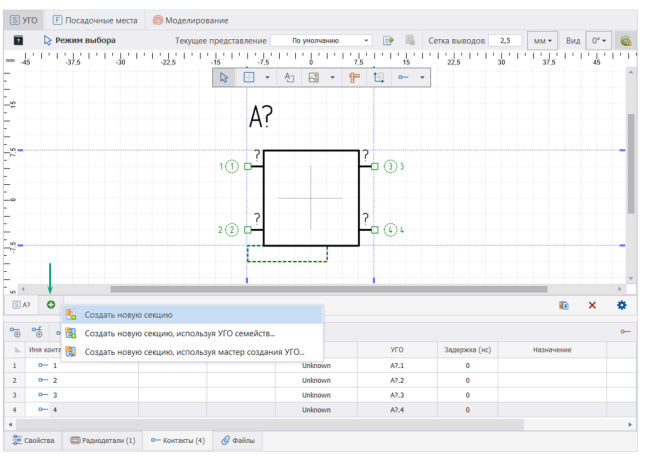 УГО Посадочные места Моделирование
Режим выбора Текущее представление По умолчанию Сетка выводов 2,5 мм Вид 0°
мм -45 -37.5 -30 -22.5 -15 -7.5 0 7.5 15 22.5 30 37.5 45
15
7.5
0
-7.5
A?
? ?
1 1 3 3
? ?
2 2 4 4
A?
Создать новую секцию
Создать новую секцию, используя УГО семейств...
Создать новую секцию, используя мастер создания УГО...
Имя конта УГО Задержка (нс) Назначение
1 1 Unknown A?.1 0
2 2 Unknown A?.2 0
3 3 Unknown A?.3 0
4 4 Unknown A?.4 0
Свойства Радиодетали (1) Контакты (4) Файлы